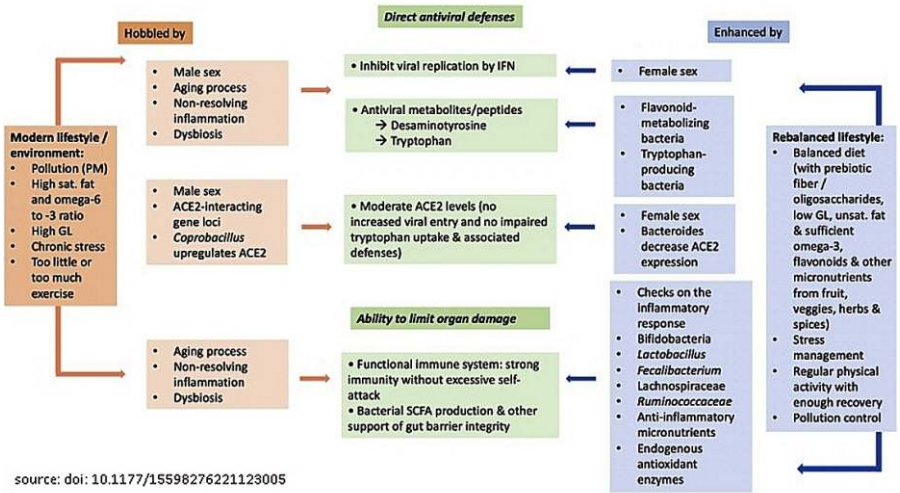 Direct antiviral defenses
Hobbled by
Enhanced by
• Male sex
• Aging process
• Non-resolving
inflammation
• Dysbiosis
• Inhibit viral replication by IFN
• Female sex
• Antiviral metabolites/peptides
→ Desaminotyrosine
→ Tryptophan
• Flavonoid-
metabolizing
bacteria
• Tryptophan-
producing
bacteria
Modern lifestyle /
environment:
• Pollution (PM)
• High sat. fat
and omega-6
to -3 ratio
• High GL
• Chronic stress
• Too little or
too much
exercise
• Male sex
• ACE2-interacting
gene loci
• Coprobacillus
upregulates ACE2
• Moderate ACE2 levels (no
increased viral entry and no impaired
tryptophan uptake & associated
defenses)
• Female sex
• Bacteroides
decrease ACE2
expression
Rebalanced lifestyle:
• Balanced diet
(with prebiotic
fiber /
oligosaccharides,
low GL, unsat. fat
& sufficient
omega-3,
flavonoids & other
micronutrients
from fruit,
veggies, herbs &
spices)
• Stress
management
• Regular physical
activity with
enough recovery
• Pollution control
Ability to limit organ damage
• Aging process
• Non-resolving
inflammation
• Dysbiosis
• Functional immune system: strong
immunity without excessive self-
attack
• Bacterial SCFA production & other
support of gut barrier integrity
• Checks on the
inflammatory
response
• Bifidobacteria
• Lactobacillus
• Fecalibacterium
• Lachnospiraceae
• Ruminococcaceae
• Anti-inflammatory
micronutrients
• Endogenous
antioxidant
enzymes
source: doi: 10.1177/15598276221123005